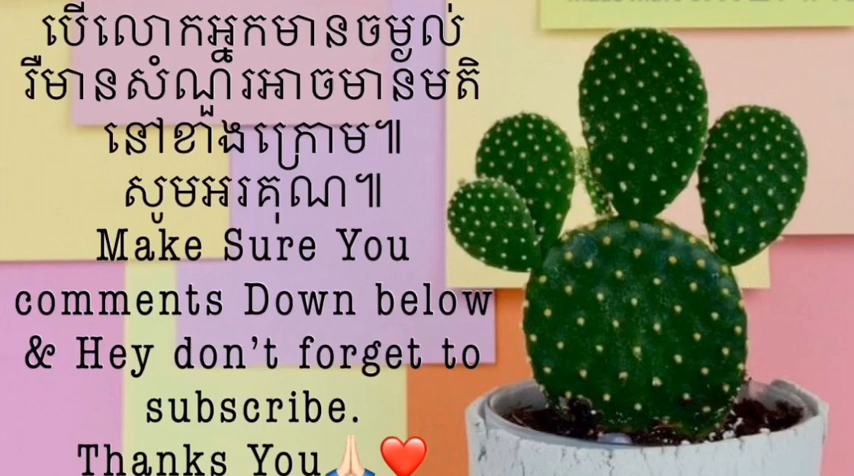 បើលោកអ្នកមានចម្ងល់
រឺមានសំណួរអាចមានមតិ
នៅខាងក្រោម៕
សូមអរគុណ៕
Make Sure You
comments Down below
& Hey don’t forget to
subscribe.
Thanks You🙏🏻❤️